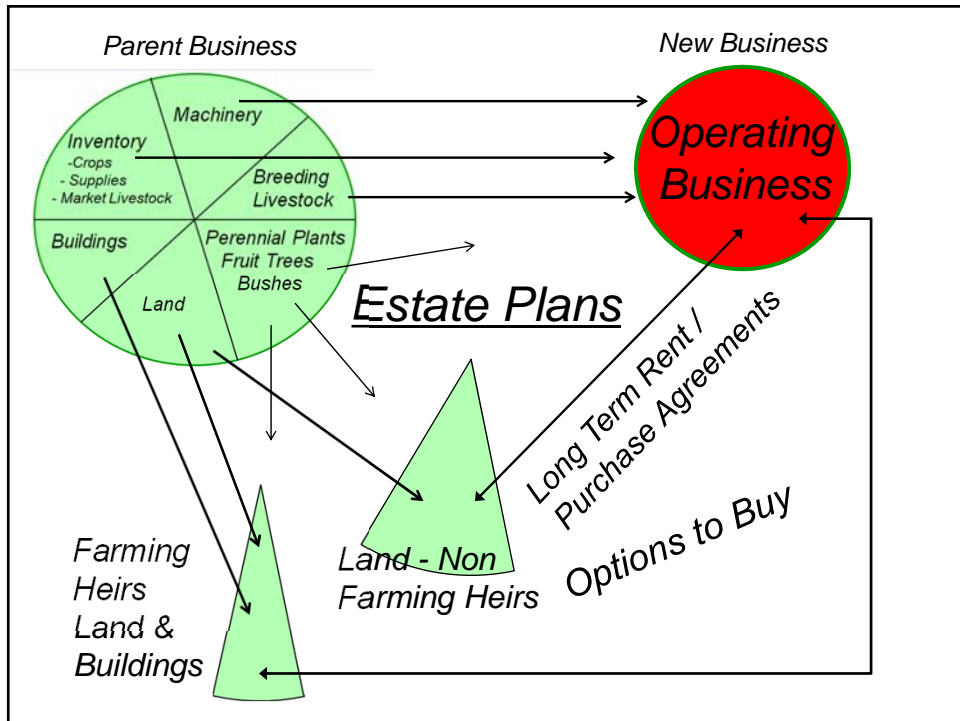 Parent Business
New Business
Machinery
Inventory
-Crops
- Supplies
- Market Livestock
Breeding
Livestock
Buildings
Perennial Plants
Fruit Trees
Bushes
Land
Operating
Business
Estate Plans
Long Term Rent /
Purchase Agreements
Options to Buy
Land - Non
Farming Heirs
Farming
Heirs
Land &
Buildings